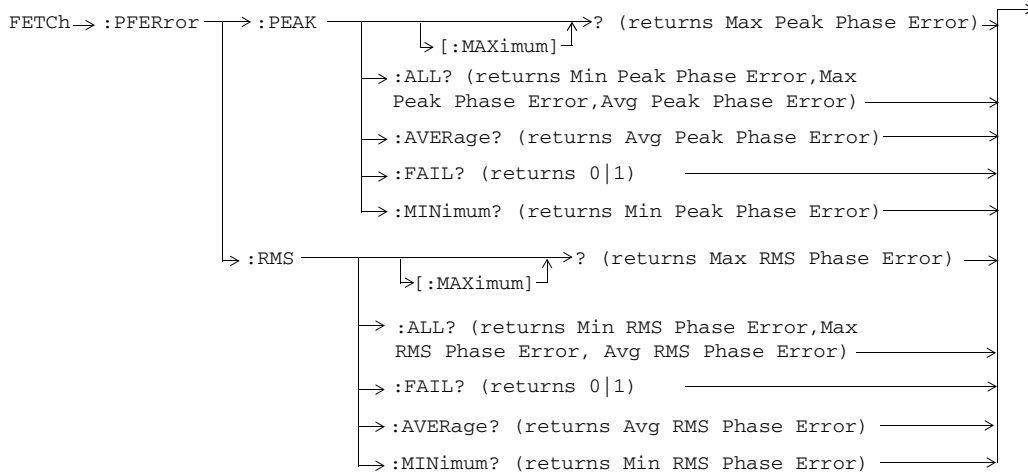 FETCh :PFERror :PEAK ? (returns Max Peak Phase Error)
[:MAXimum]
:ALL? (returns Min Peak Phase Error,Max
Peak Phase Error,Avg Peak Phase Error)
:AVERage? (returns Avg Peak Phase Error)
:FAIL? (returns 0|1)
:MINimum? (returns Min Peak Phase Error)
:RMS ? (returns Max RMS Phase Error)
[:MAXimum]
:ALL? (returns Min RMS Phase Error,Max
RMS Phase Error, Avg RMS Phase Error)
:FAIL? (returns 0|1)
:AVERage? (returns Avg RMS Phase Error)
:MINimum? (returns Min RMS Phase Error)